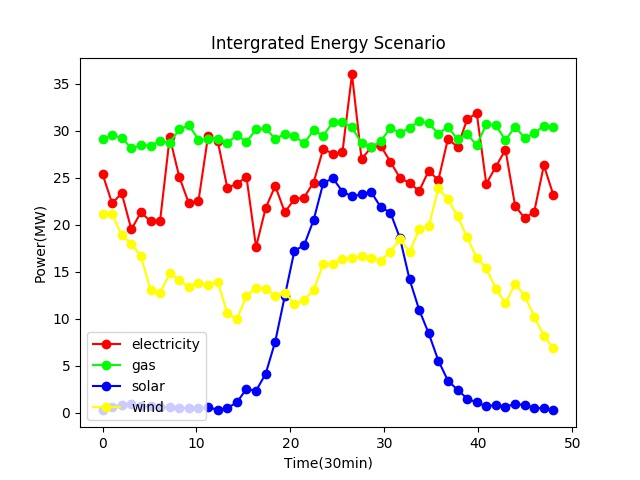 Intergrated Energy Scenario
Power(MW)
35
30
25
20
15
10
5
0
electricity
gas
solar
wind
0 10 20 30 40 50
Time(30min)